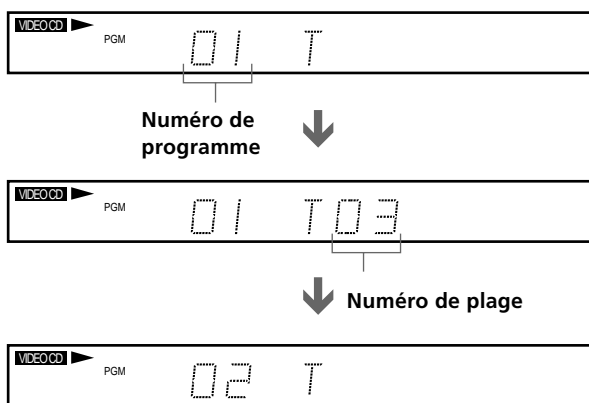 VIDEO CD
PGM
01 T
Numéro de
programme
VIDEO CD
PGM
01 T03
Numéro de plage
VIDEO CD
PGM
02 T